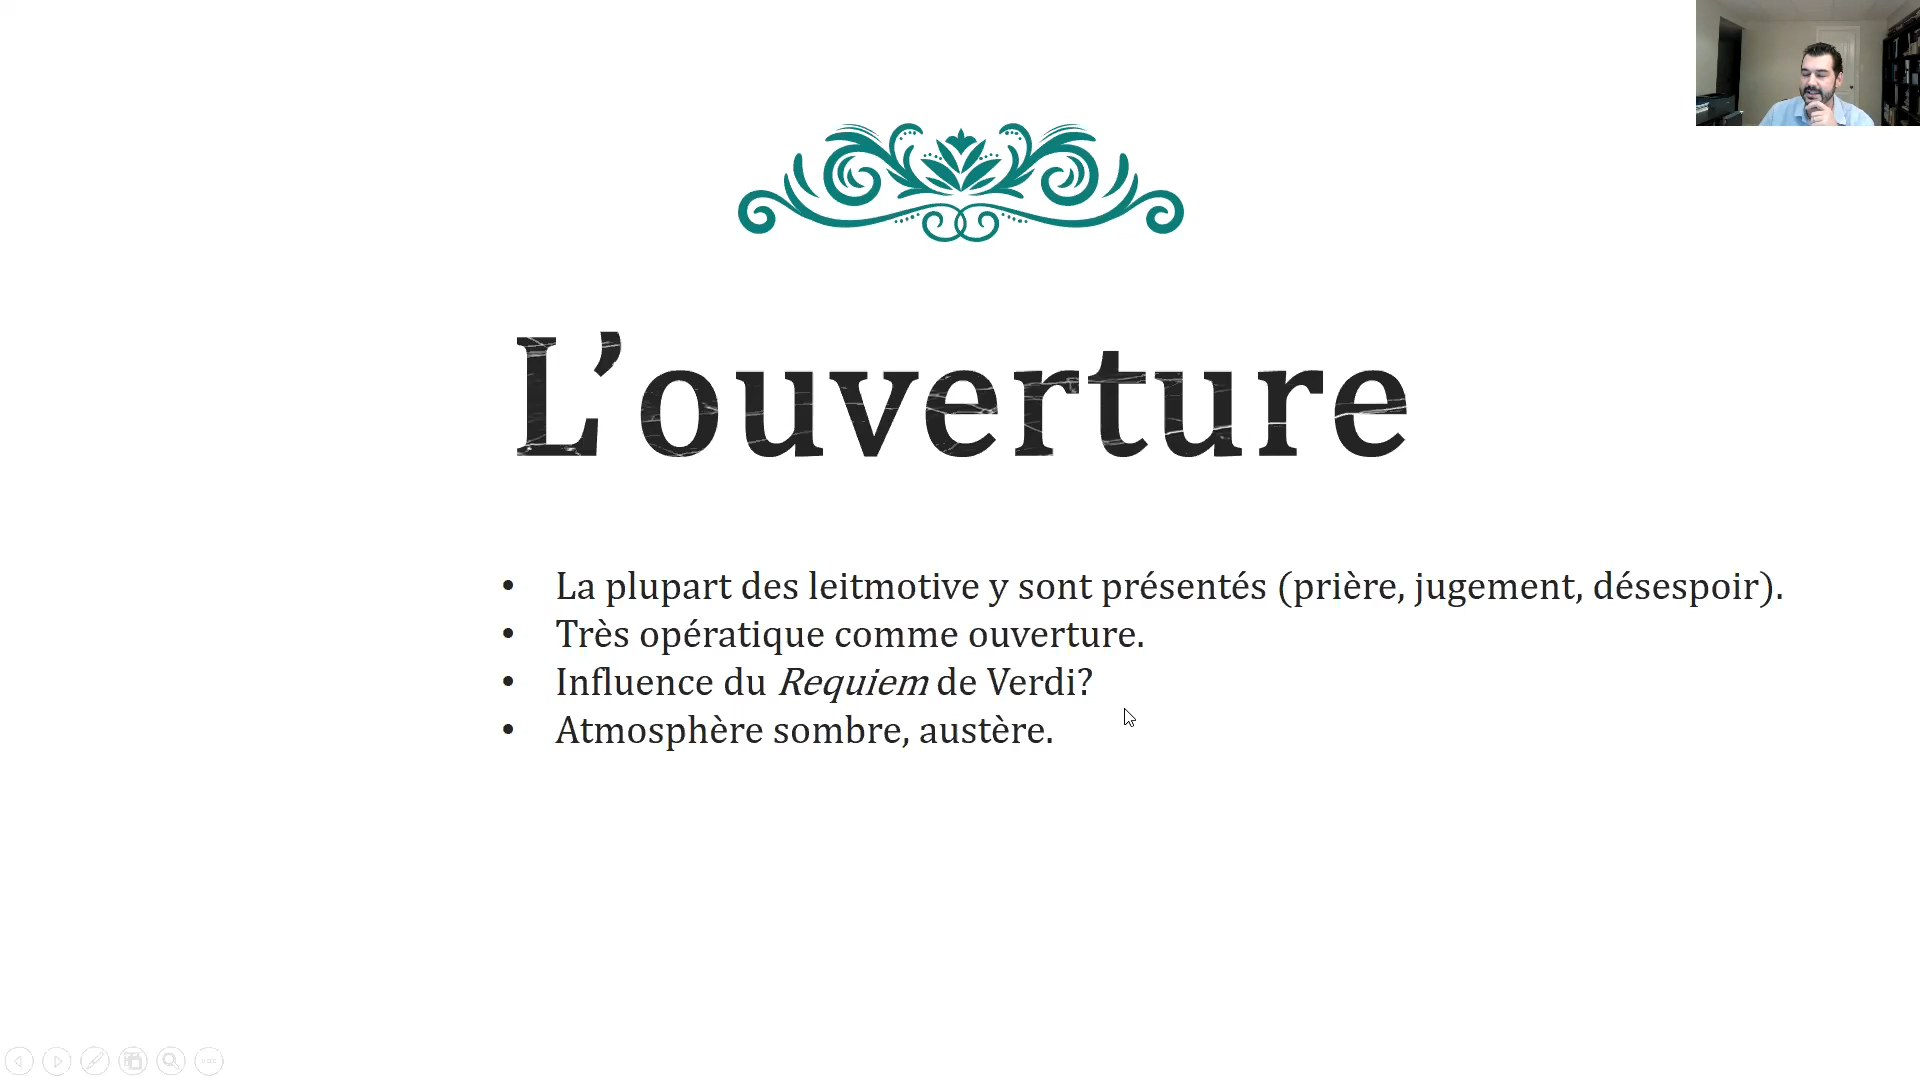 L’ouverture
• La plupart des leitmotive y sont présentés (prière, jugement, désespoir).
• Très opératique comme ouverture.
• Influence du Requiem de Verdi?
• Atmosphère sombre, austère.